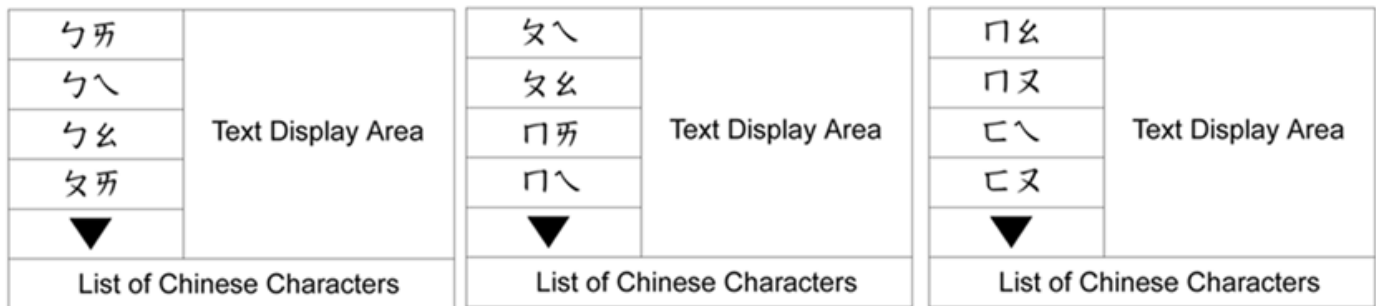 ㄅㄞ
ㄅㄟ
ㄅㄠ
ㄆㄞ
Text Display Area
List of Chinese Characters
ㄆㄟ
ㄆㄠ
ㄇㄞ
ㄇㄟ
Text Display Area
List of Chinese Characters
ㄇㄠ
ㄇㄡ
ㄈㄟ
ㄈㄡ
Text Display Area
List of Chinese Characters